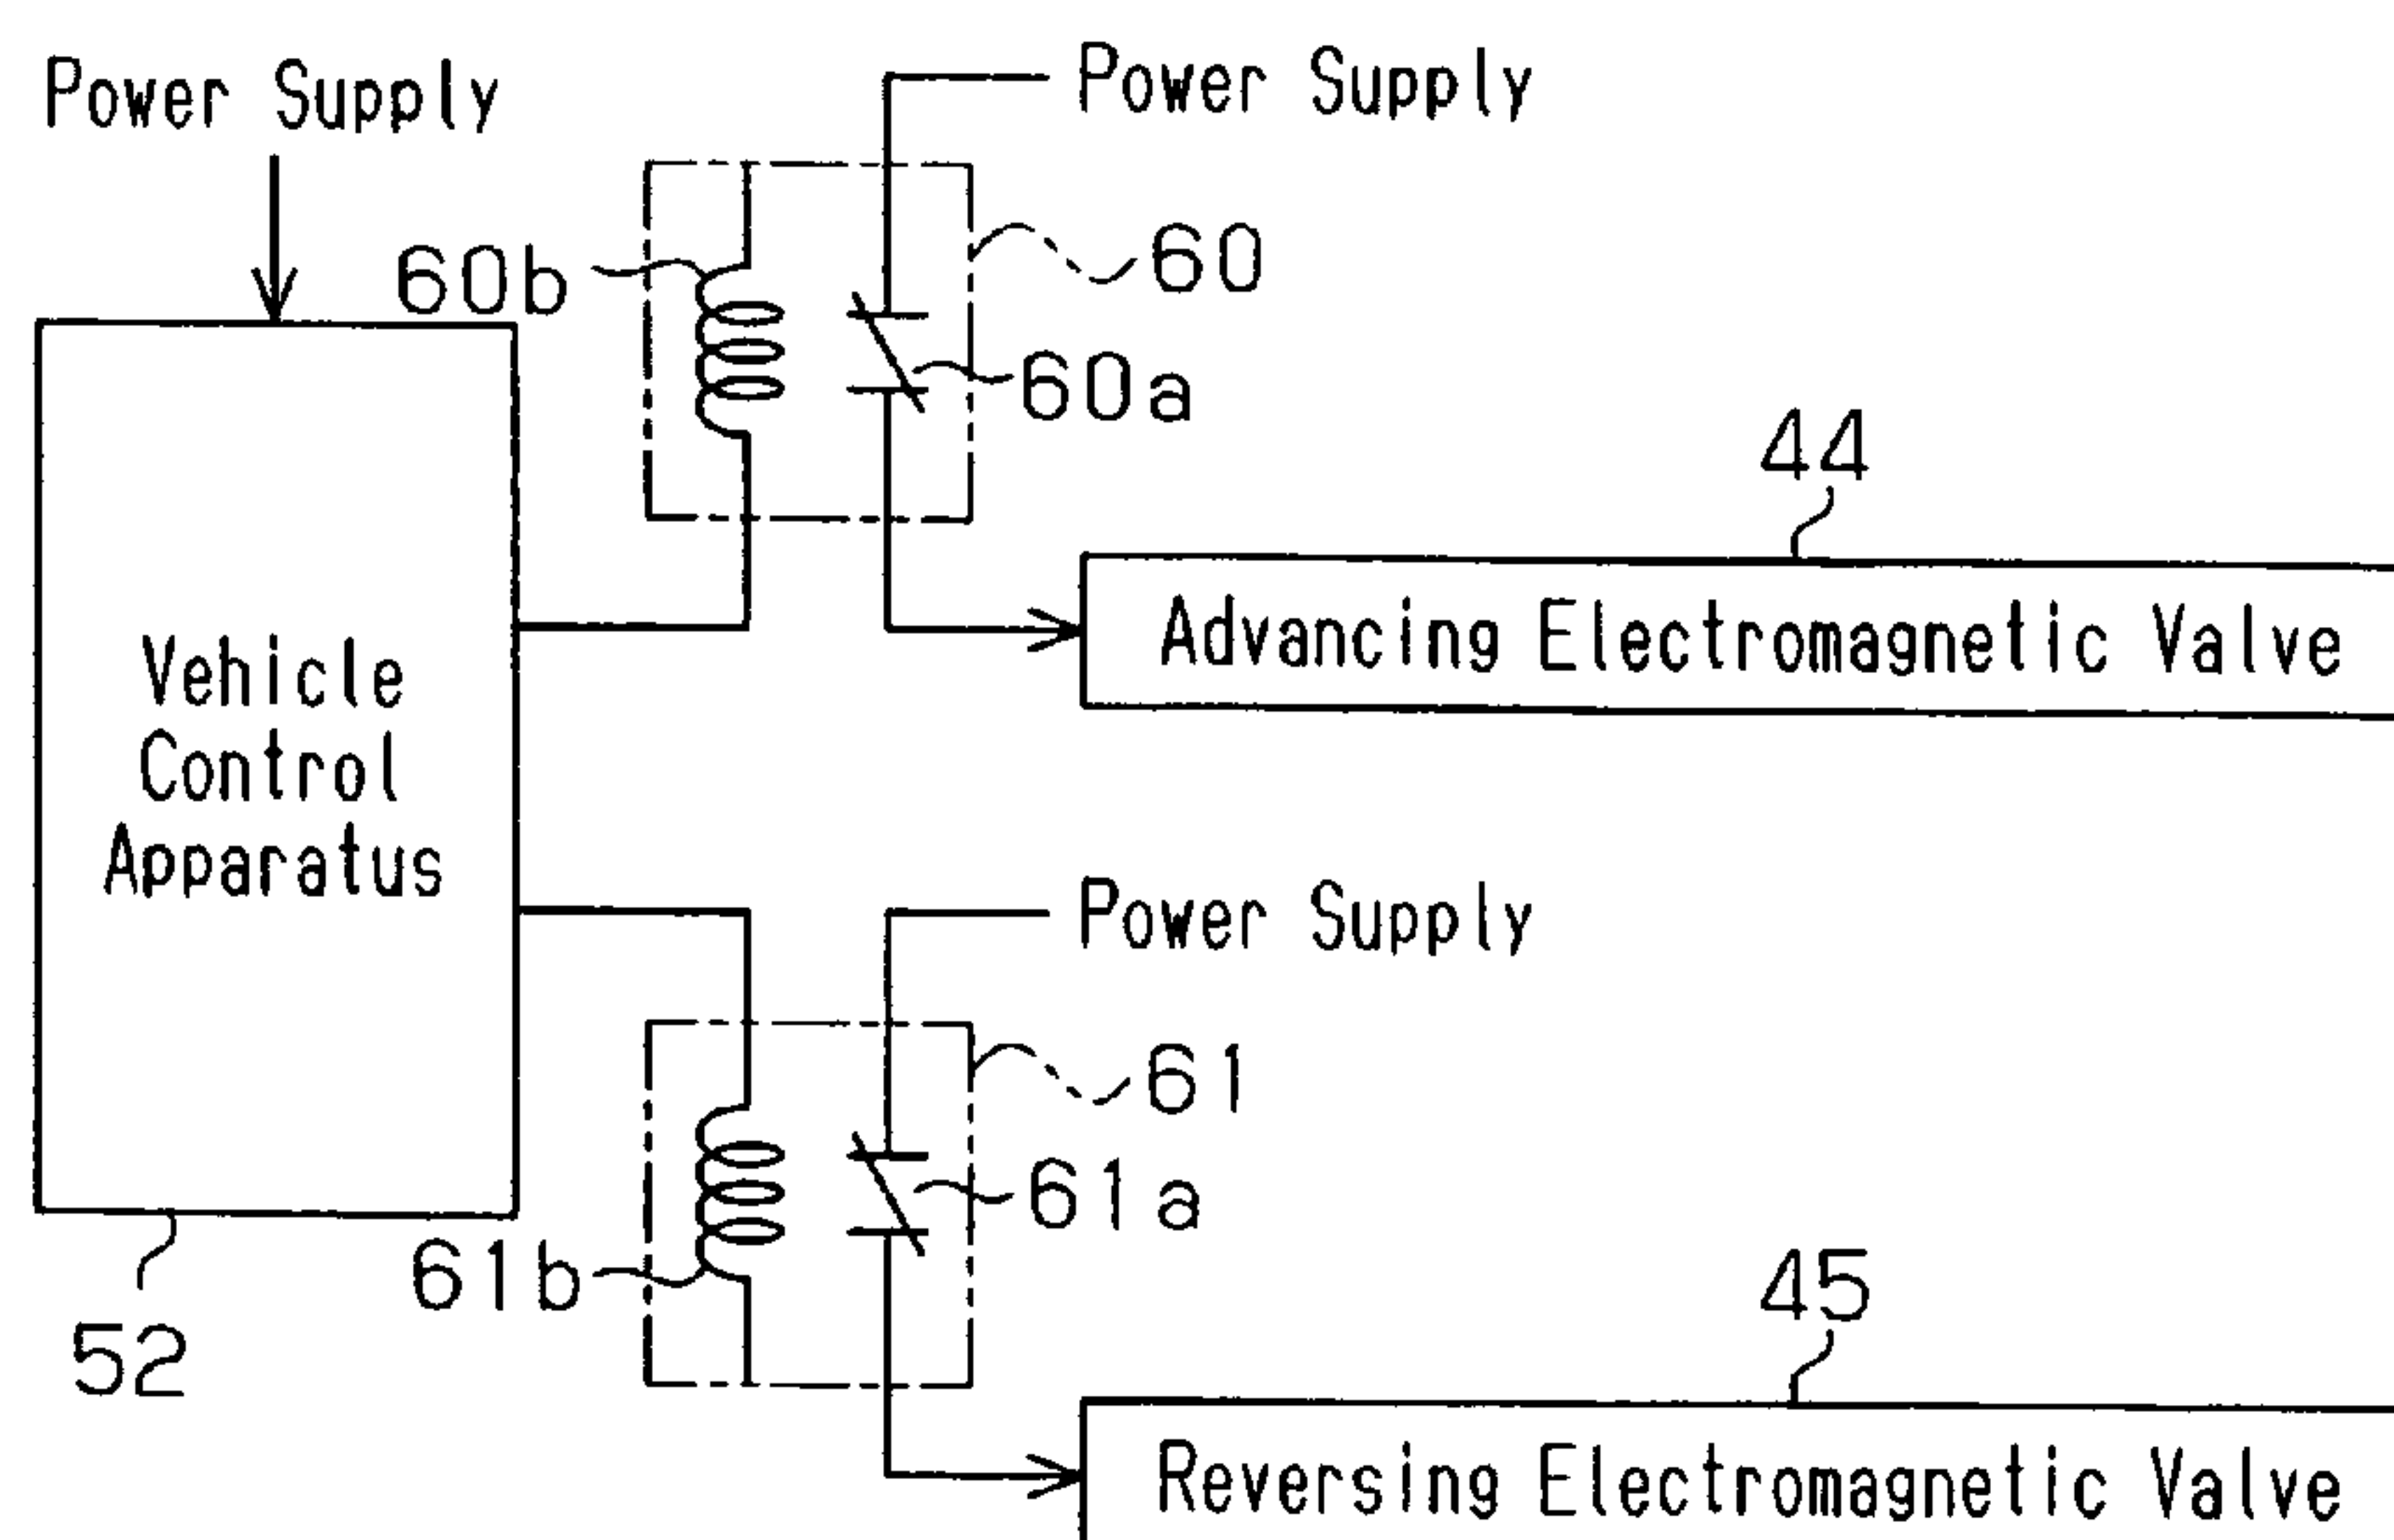 Power Supply
Power Supply
60b
60
60a
44
Advancing Electromagnetic Valve
Vehicle
Control
Apparatus
Power Supply
61
61a
61b
45
52
Reversing Electromagnetic Valve